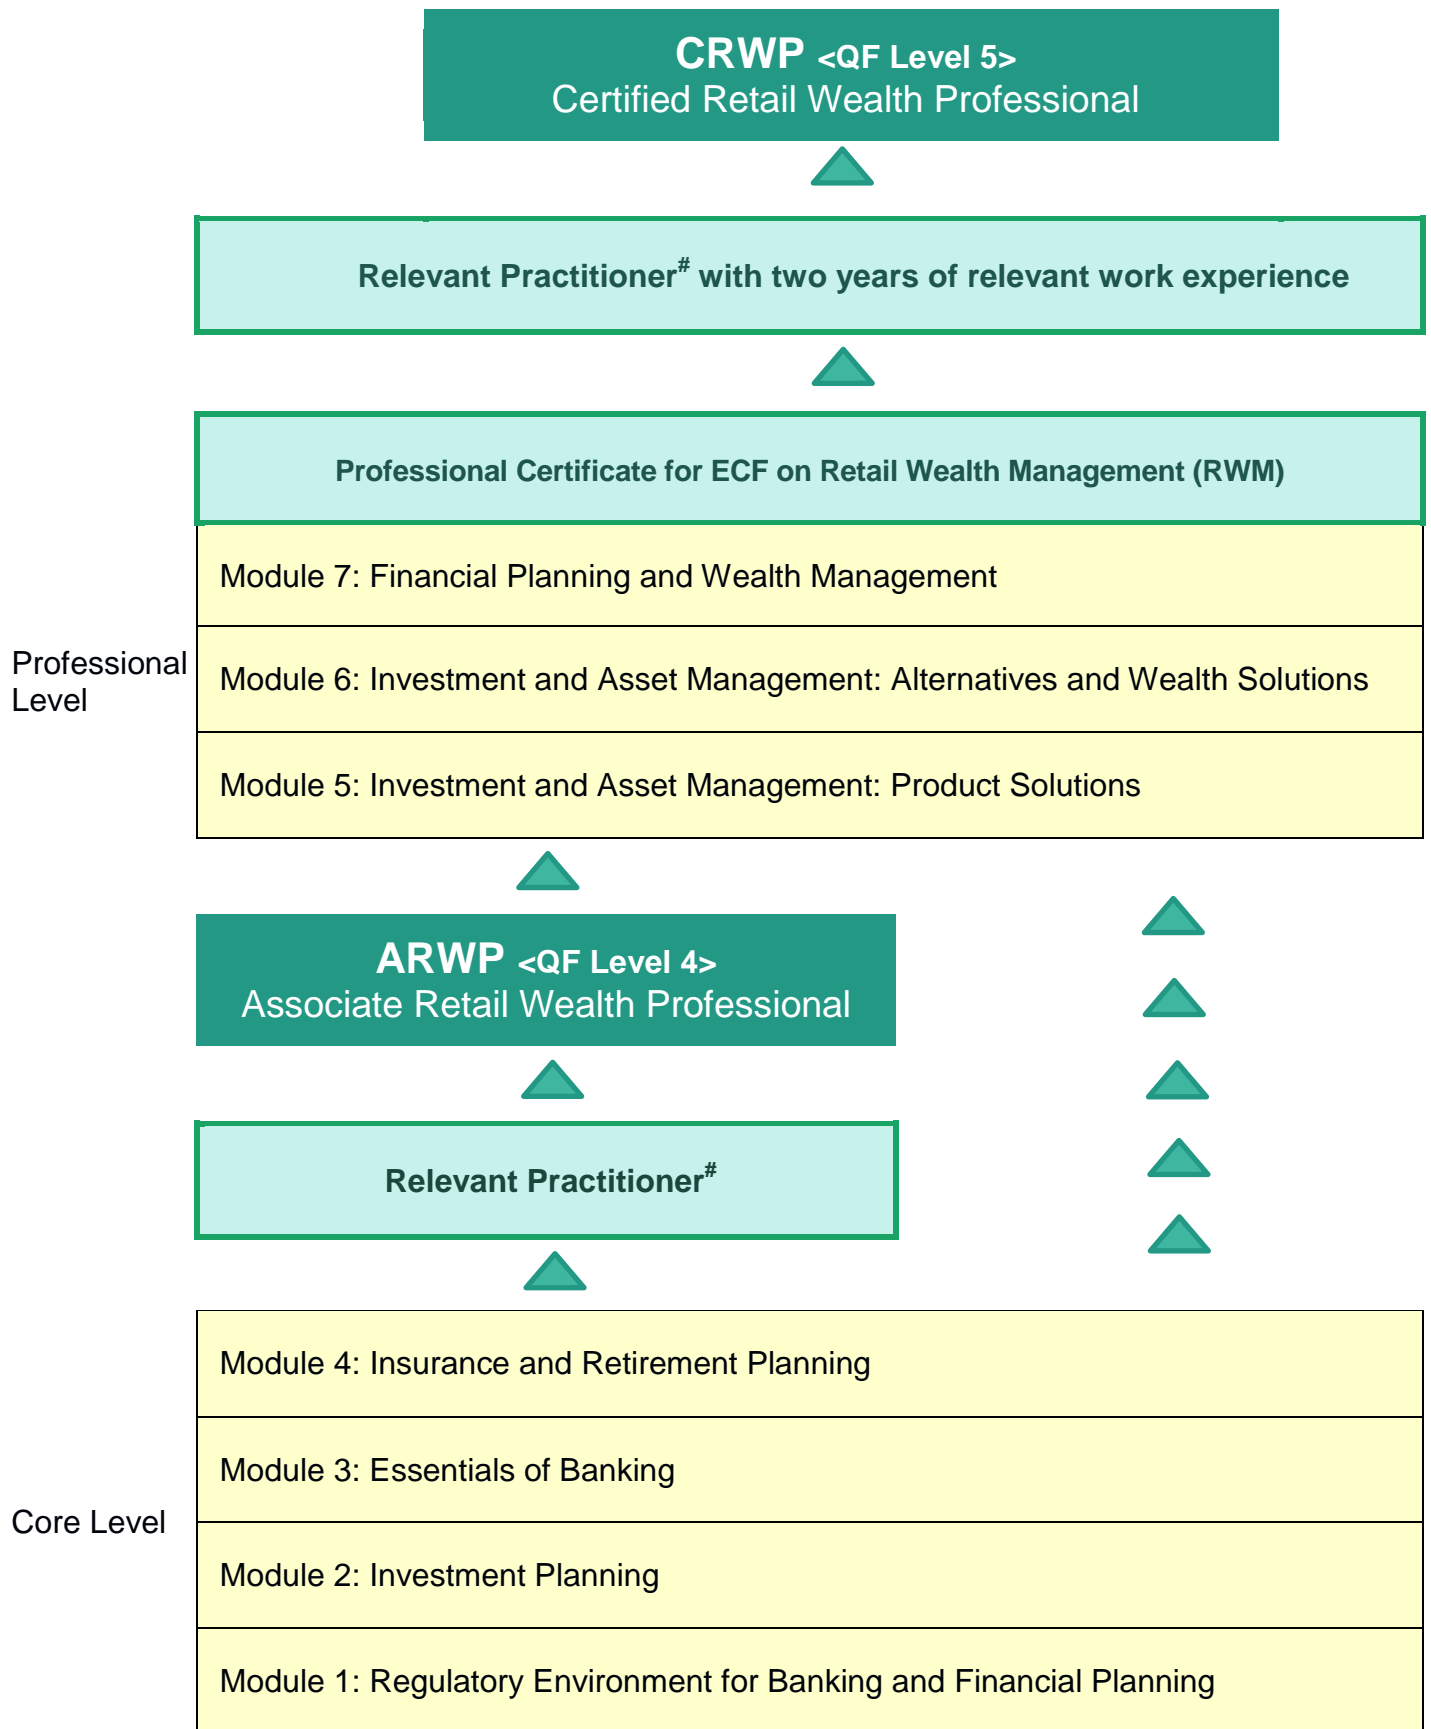 CRWP <QF Level 5>
Certified Retail Wealth Professional
Relevant Practitioner# with two years of relevant work experience
Professional Certificate for ECF on Retail Wealth Management (RWM)
Module 7: Financial Planning and Wealth Management
Professional
Level
Module 6: Investment and Asset Management: Alternatives and Wealth Solutions
Module 5: Investment and Asset Management: Product Solutions
ARWP <QF Level 4>
Associate Retail Wealth Professional
Relevant Practitioner#
Module 4: Insurance and Retirement Planning
Module 3: Essentials of Banking
Core Level
Module 2: Investment Planning
Module 1: Regulatory Environment for Banking and Financial Planning